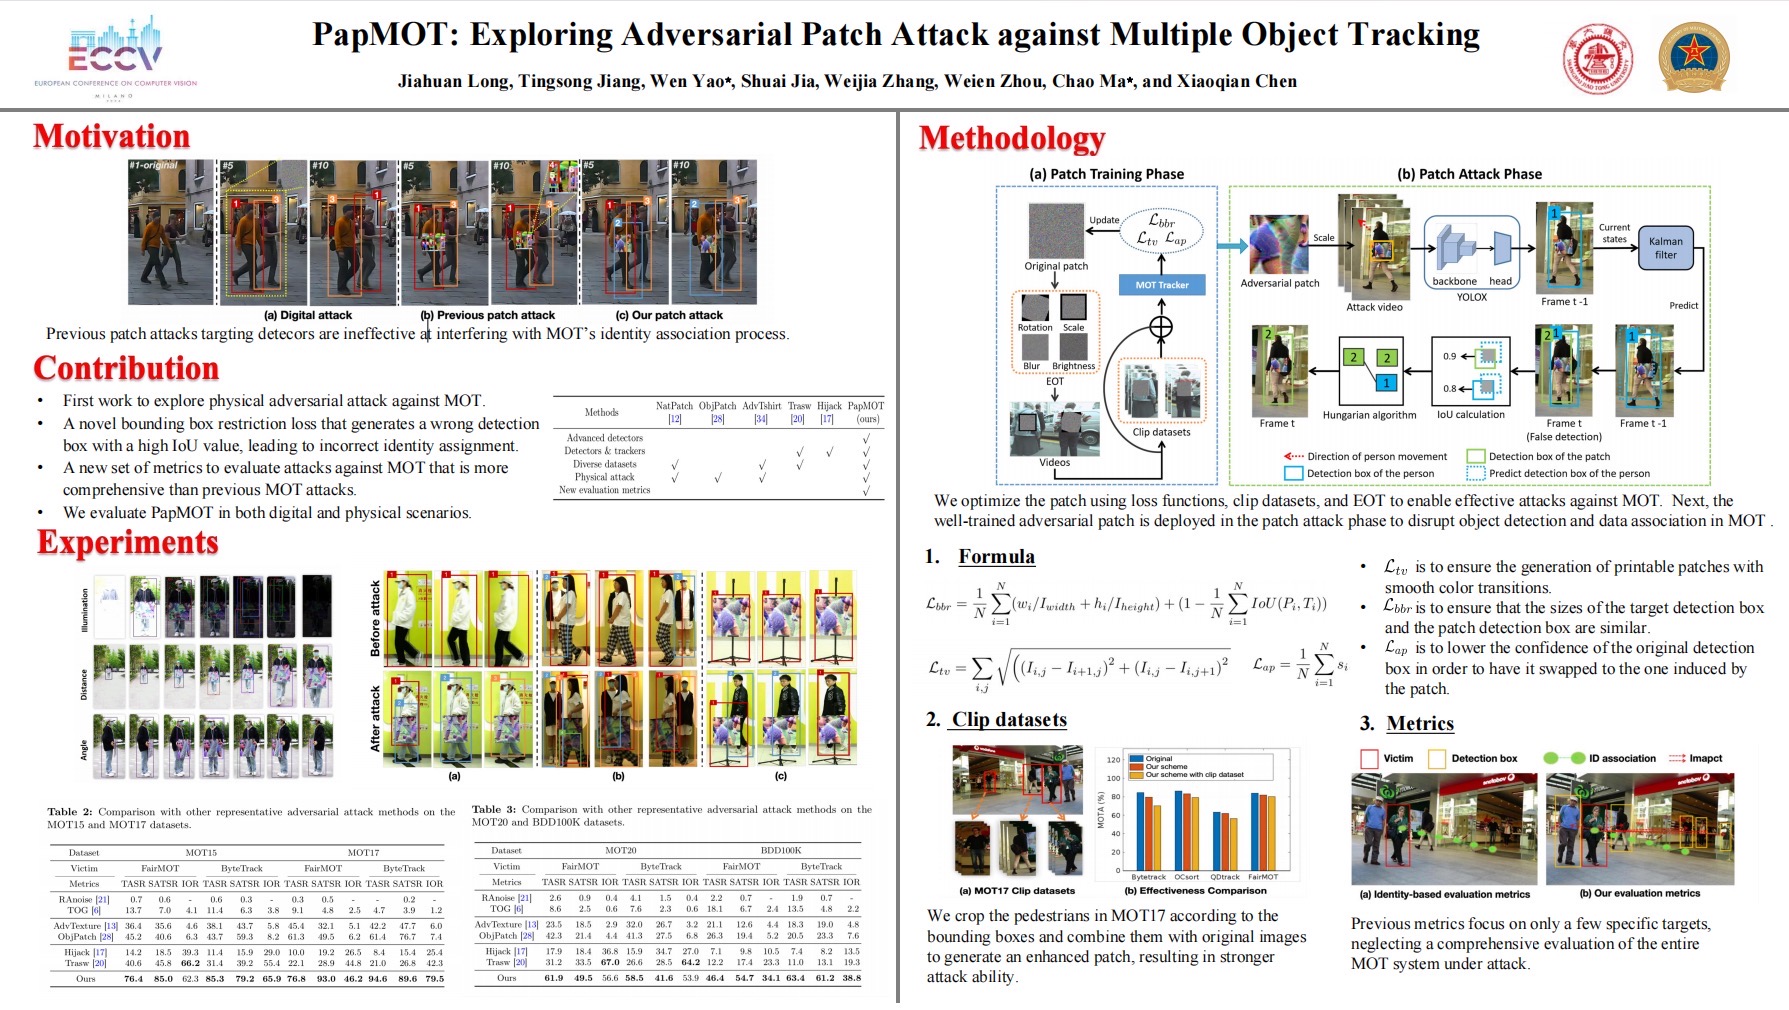 ECCV
EUROPEAN CONFERENCE ON COMPUTER VISION
MILANO
2024
PapMOT: Exploring Adversarial Patch Attack against Multiple Object Tracking
Jiahuan Long, Tingsong Jiang, Wen Yao*, Shuai Jia, Weijia Zhang, Weien Zhou, Chao Ma*, and Xiaoqian Chen
Motivation
#1-original #5 #10 #5 #10 #5 #10
(a) Digital attack (b) Previous patch attack (c) Our patch attack
Previous patch attacks targting detecors are ineffective at interfering with MOT's identity association process.
Contribution
• First work to explore physical adversarial attack against MOT.
• A novel bounding box restriction loss that generates a wrong detection
box with a high IoU value, leading to incorrect identity assignment.
• A new set of metrics to evaluate attacks against MOT that is more
comprehensive than previous MOT attacks.
• We evaluate PapMOT in both digital and physical scenarios.
Methods NatPatch [12] ObjPatch [28] AdvTshirt [34] Trasw [20] Hijack [17] PapMOT (ours)
Advanced detectors √
Detectors & trackers √ √ √
Diverse datasets √ √ √ √
Physical attack √ √ √ √
New evaluation metrics √
Experiments
Illumination
Distance
Angle
Before attack
After attack
(a) (b) (c)
Table 2: Comparison with other representative adversarial attack methods on the
MOT15 and MOT17 datasets.
Dataset MOT15 MOT17
Victim FairMOT ByteTrack FairMOT ByteTrack
Metrics TASR SATSR IOR TASR SATSR IOR TASR SATSR IOR TASR SATSR IOR
RAnoise [21] 0.7 0.6 - 0.6 0.3 - 0.3 0.5 - - 0.2 -
TOG [6] 13.7 7.0 4.1 11.4 6.3 3.8 9.1 4.8 2.5 4.7 3.9 1.2
AdvTexture [13] 36.4 35.6 4.6 38.1 43.7 5.8 45.4 32.1 5.1 42.2 47.7 6.0
ObjPatch [28] 45.2 40.6 6.3 43.7 59.3 8.2 61.3 49.5 6.2 61.4 76.7 7.4
Hijack [17] 14.2 18.5 39.3 11.4 15.9 29.0 10.0 19.2 26.5 8.4 15.4 25.4
Trasw [20] 40.6 45.8 66.2 31.4 39.2 55.4 22.1 28.9 44.8 21.0 26.8 42.3
Ours 76.4 85.0 62.3 85.3 79.2 65.9 76.8 93.0 46.2 94.6 89.6 79.5
Table 3: Comparison with other representative adversarial attack methods on the
MOT20 and BDD100K datasets.
Dataset MOT20 BDD100K
Victim FairMOT ByteTrack FairMOT ByteTrack
Metrics TASR SATSR IOR TASR SATSR IOR TASR SATSR IOR TASR SATSR IOR
RAnoise [21] 2.6 0.9 0.4 4.1 1.5 0.4 2.2 0.7 - 1.9 0.7 -
TOG [6] 8.6 2.5 0.6 7.6 2.3 0.6 18.1 6.7 2.4 13.5 4.8 2.2
AdvTexture [13] 23.5 18.5 2.9 32.0 26.7 3.2 21.1 12.6 4.4 18.3 19.0 4.8
ObjPatch [28] 42.3 21.4 4.4 41.3 27.5 6.8 26.3 19.4 5.2 20.5 23.3 7.6
Hijack [17] 17.9 18.4 36.8 15.9 34.7 27.0 7.1 9.8 10.5 7.4 8.2 13.5
Trasw [20] 31.2 33.5 67.0 26.6 28.5 64.2 12.2 17.4 23.3 11.0 13.1 19.3
Ours 61.9 49.5 56.6 58.5 41.6 53.9 46.4 54.7 34.1 63.4 61.2 38.8
Methodology
(a) Patch Training Phase
Original patch
Update
ℒbbr
ℒtv ℒap
MOT Tracker
Rotation Scale
Blur Brightness
EOT
Videos
Clip datasets
(b) Patch Attack Phase
Adversarial patch
Scale
Attack video
backbone head
YOLOX
Frame t -1
Current states
Kalman filter
Predict
Frame t -1
Frame t
(False detection)
0.9
0.8
IoU calculation
2 2
1
Hungarian algorithm
Frame t
Direction of person movement
Detection box of the patch
Detection box of the person
Predict detection box of the person
We optimize the patch using loss functions, clip datasets, and EOT to enable effective attacks against MOT. Next, the
well-trained adversarial patch is deployed in the patch attack phase to disrupt object detection and data association in MOT .
1. Formula
ℒbbr = 1/N ∑_{i=1}^{N} (w_i/I_width + h_i/I_height) + (1 − 1/N ∑_{i=1}^{N} IoU(P_i, T_i))
ℒtv = ∑_{i,j} √((I_{i,j} − I_{i+1,j})² + (I_{i,j} − I_{i,j+1})²
ℒap = 1/N ∑_{i=1}^{N} s_i
• ℒtv is to ensure the generation of printable patches with
smooth color transitions.
• ℒbbr is to ensure that the sizes of the target detection box
and the patch detection box are similar.
• ℒap is to lower the confidence of the original detection
box in order to have it swapped to the one induced by
the patch.
2. Clip datasets
(a) MOT17 Clip datasets
Original
Our scheme
Our scheme with clip dataset
MOTA (%)
120
100
80
60
40
20
0
Bytetrack OCsort QDtrack FairMOT
(b) Effectiveness Comparison
We crop the pedestrians in MOT17 according to the
bounding boxes and combine them with original images
to generate an enhanced patch, resulting in stronger
attack ability.
3. Metrics
Victim Detection box ID association Imapct
(a) Identity-based evaluation metrics (b) Our evaluation metrics
Previous metrics focus on only a few specific targets,
neglecting a comprehensive evaluation of the entire
MOT system under attack.